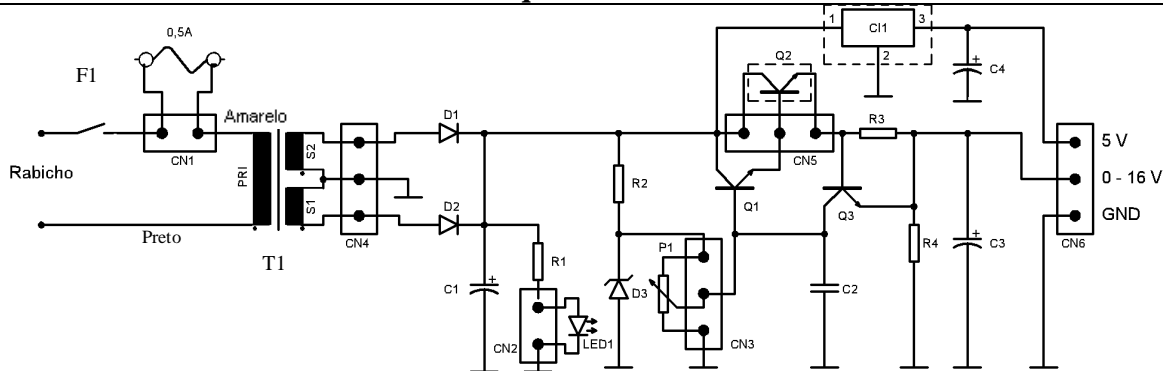 0,5A
F1
CN1
Rabicho
Preto
Amarelo
PRI
S2
S1
T1
CN4
D1
D2
C1
R1
CN2
LED1
R2
D3
P1
CN3
Q1
Q2
CN5
1
CI1
3
2
C4
R3
Q3
C2
R4
C3
5 V
0 - 16 V
GND
CN6